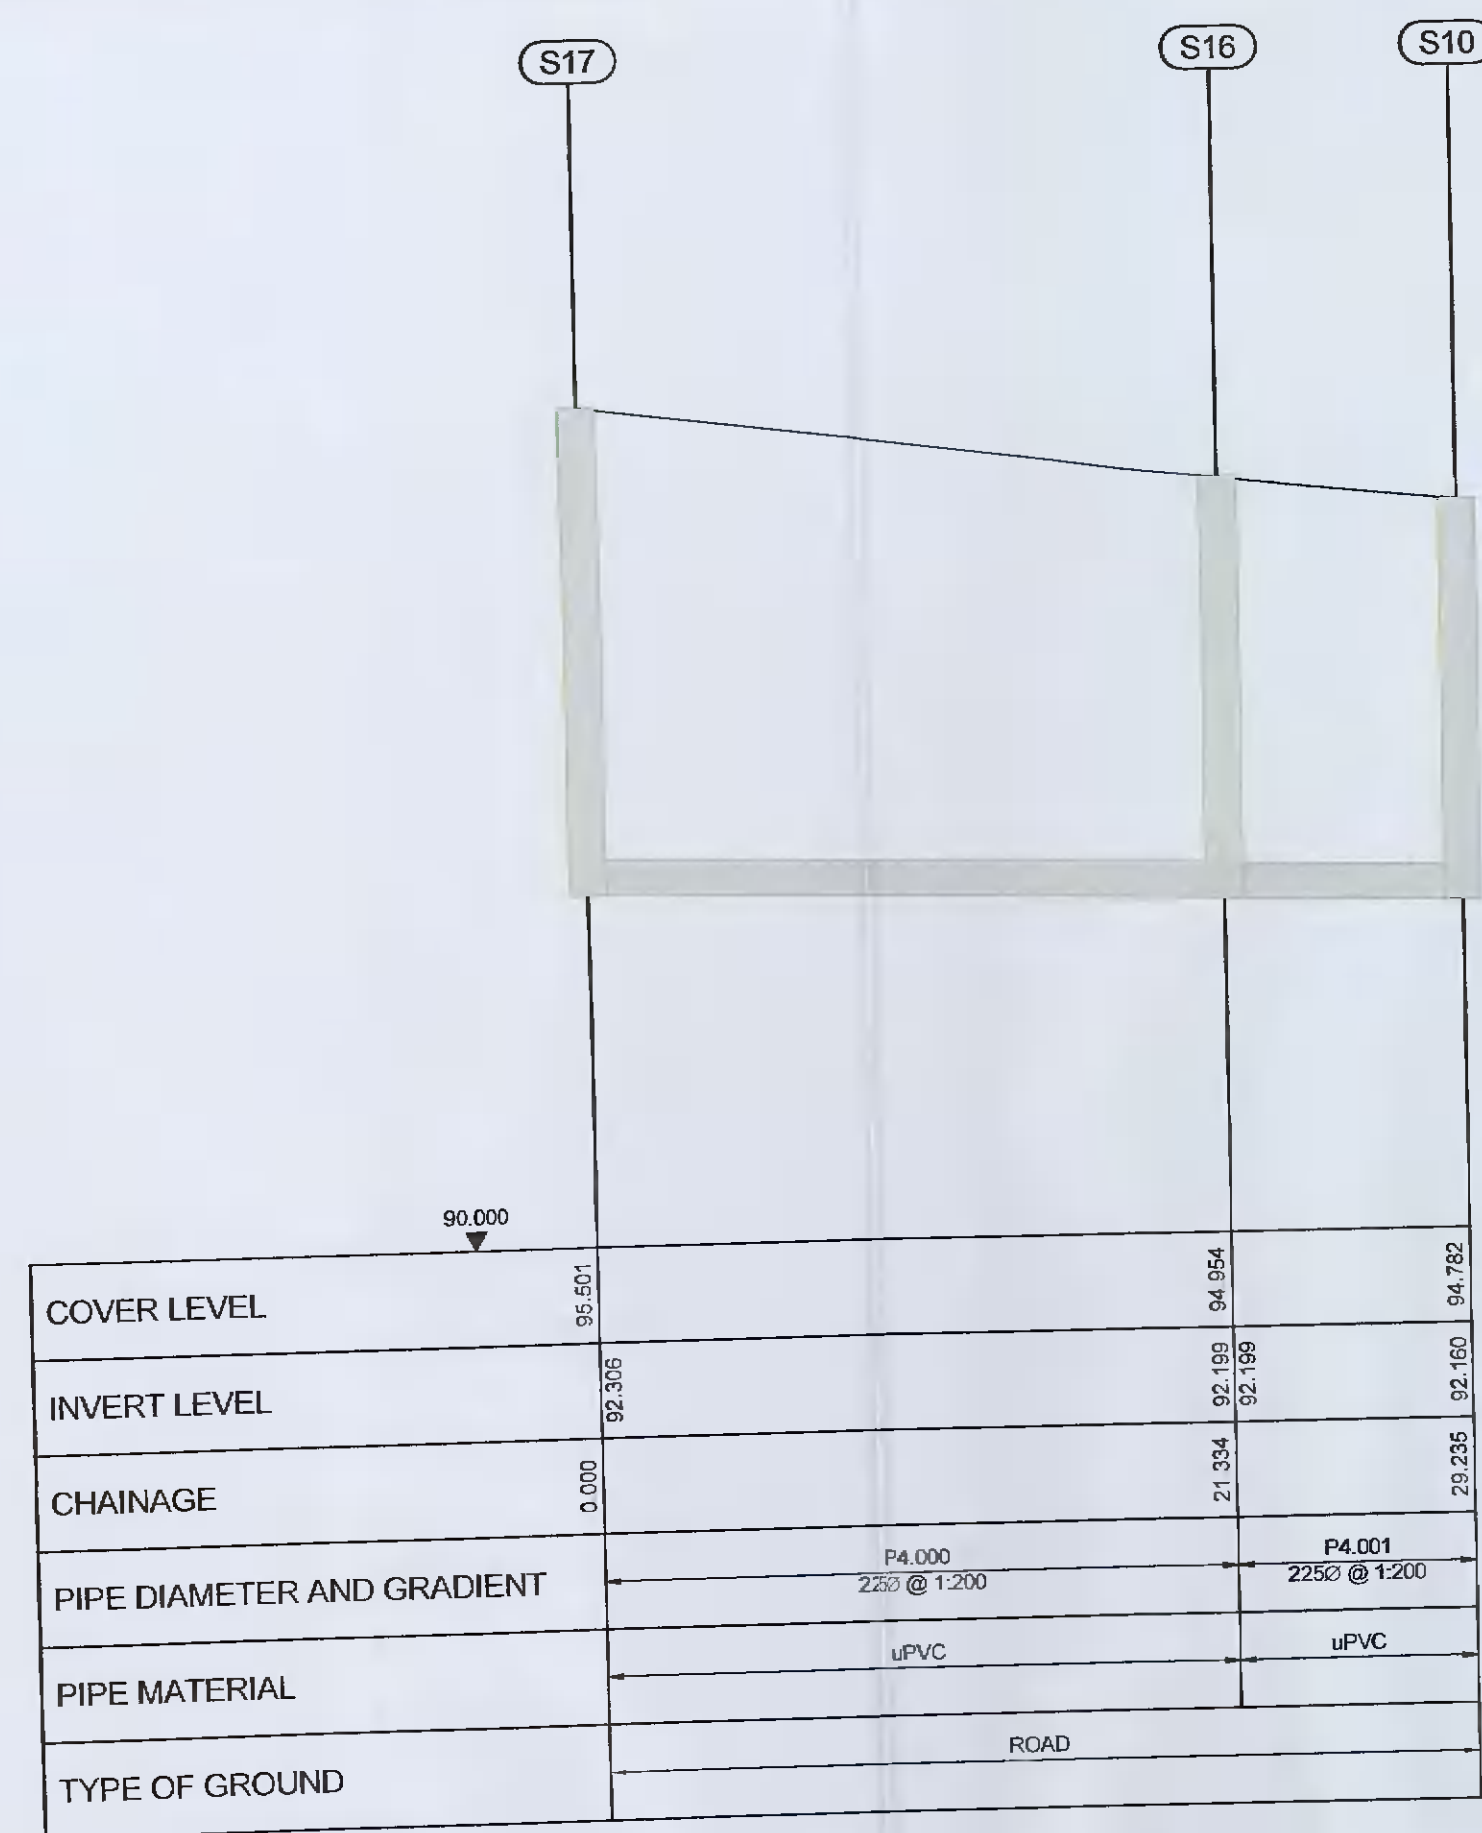 S17 S16 S10
90.000
COVER LEVEL 95.501 94.954 94.782
INVERT LEVEL 92.306 92.199 92.199 92.160
CHAINAGE 0.000 21.334 29.235
PIPE DIAMETER AND GRADIENT P4.000 P4.001
225Ø @ 1:200 225Ø @ 1:200
PIPE MATERIAL uPVC uPVC
TYPE OF GROUND ROAD